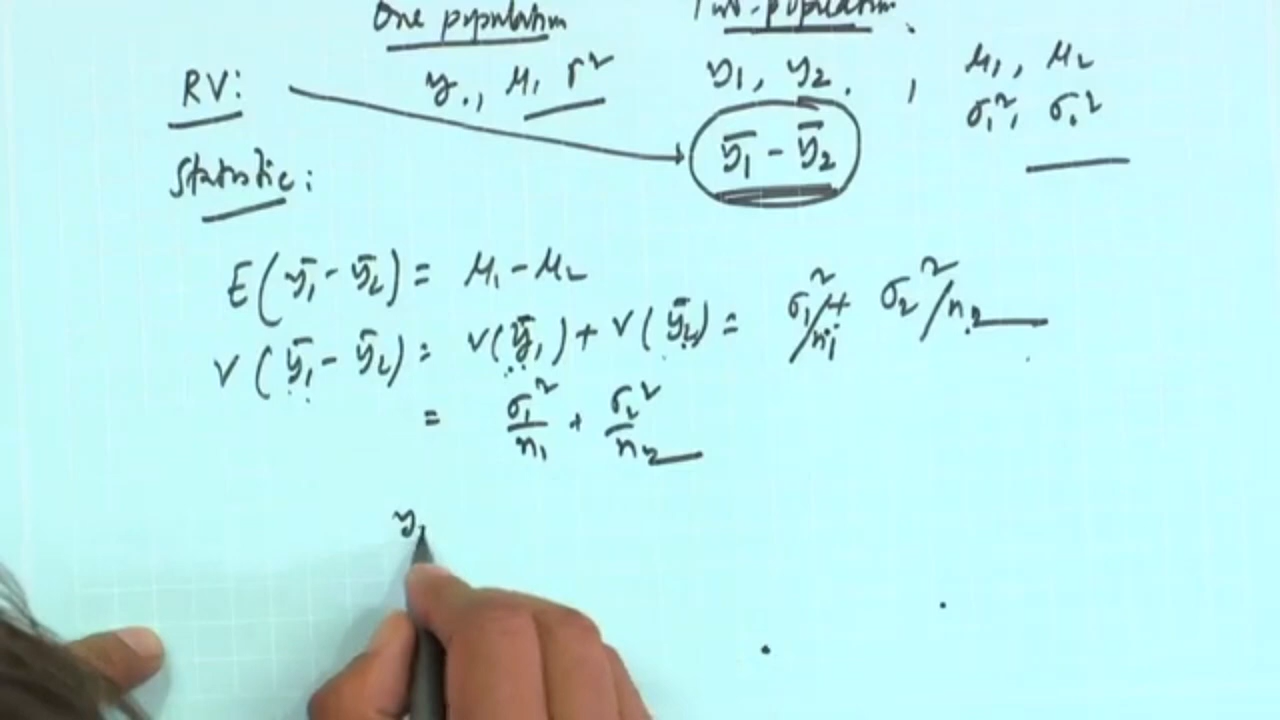 One population Two-population
RV: y., μ, σ² y₁, y₂. , μ₁, μ₂
σ₁², σ₂²
Statistic: ȳ₁ - ȳ₂
E(ȳ₁ - ȳ₂) = μ₁ - μ₂
V(ȳ₁ - ȳ₂) = V(ȳ₁) + V(ȳ₂) = σ₁²/n₁ + σ₂²/n₂
= σ₁²/n₁ + σ₂²/n₂
y₁